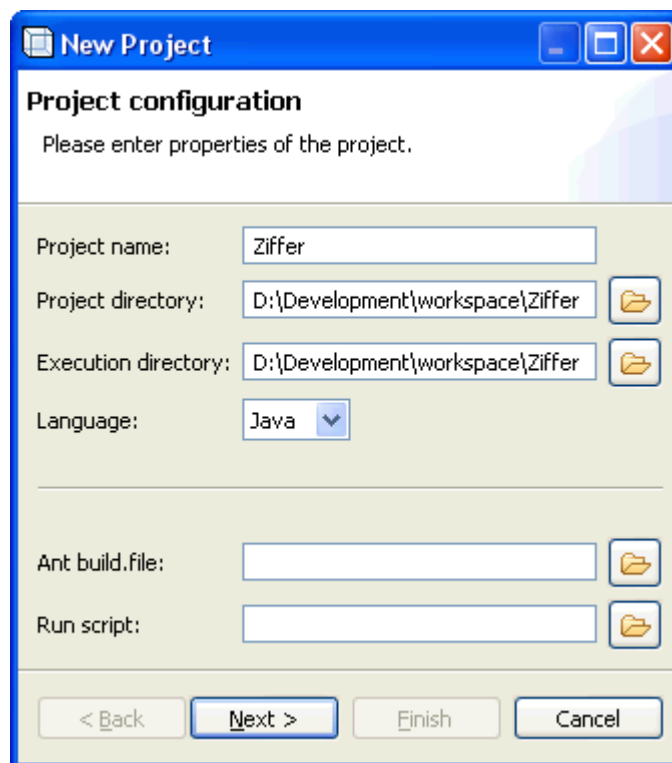 New Project
Project configuration
Please enter properties of the project.
Project name: Ziffer
Project directory: D:\Development\workspace\Ziffer
Execution directory: D:\Development\workspace\Ziffer
Language: Java
Ant build.file:
Run script:
< Back Next > Finish Cancel